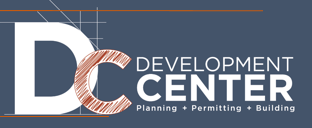 DC
DEVELOPMENT
CENTER
Planning + Permitting + Building